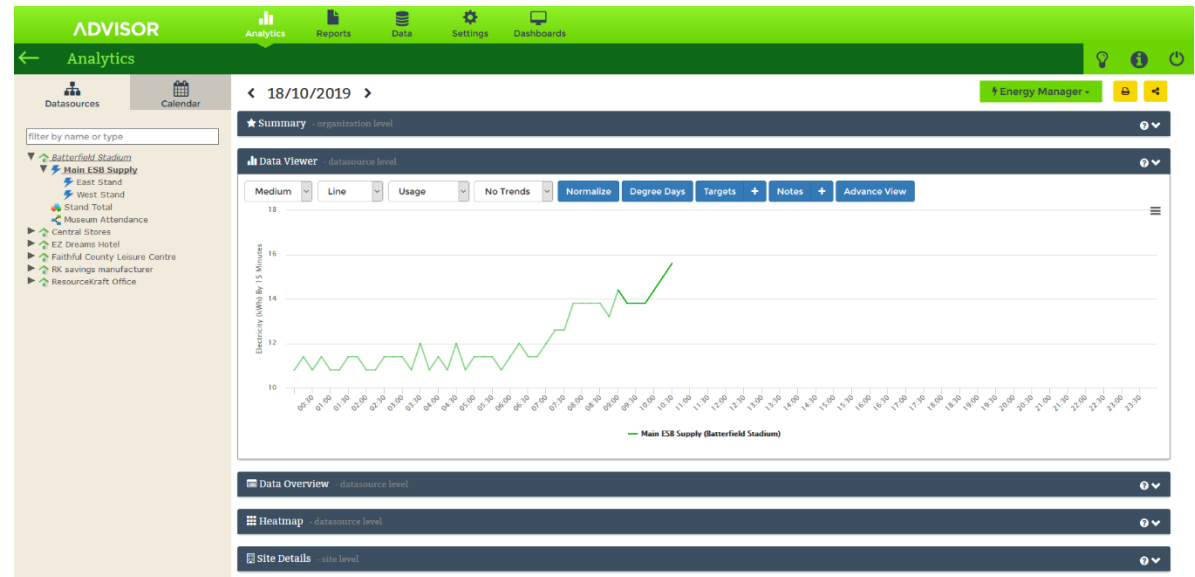 ADVISOR
Analytics Reports Data Settings Dashboards
Analytics
Datasources Calendar
18/10/2019
Energy Manager
filter by name or type
Batterfield Stadium
Main ESB Supply
East Stand
West Stand
Stand Total
Museum Attendance
Central Stores
EZ Dreams Hotel
Faithful County Leisure Centre
RK savings manufacturer
ResourceKraft Office
Summary - organization level
Data Viewer - datasource level
Medium Line Usage No Trends Normalize Degree Days Targets + Notes + Advance View
Electricity (kWh) By 15 Minutes
18
16
14
12
10
00:30 01:00 01:30 02:00 02:30 03:00 03:30 04:00 04:30 05:00 05:30 06:00 06:30 07:00 07:30 08:00 08:30 09:00 09:30 10:00 10:30 11:00 11:30 12:00 12:30 13:00 13:30 14:00 14:30 15:00 15:30 16:00 16:30 17:00 17:30 18:00 18:30 19:00 19:30 20:00 20:30 21:00 21:30 22:00 22:30 23:00 23:30
Main ESB Supply (Batterfield Stadium)
Data Overview - datasource level
Heatmap - datasource level
Site Details - site level